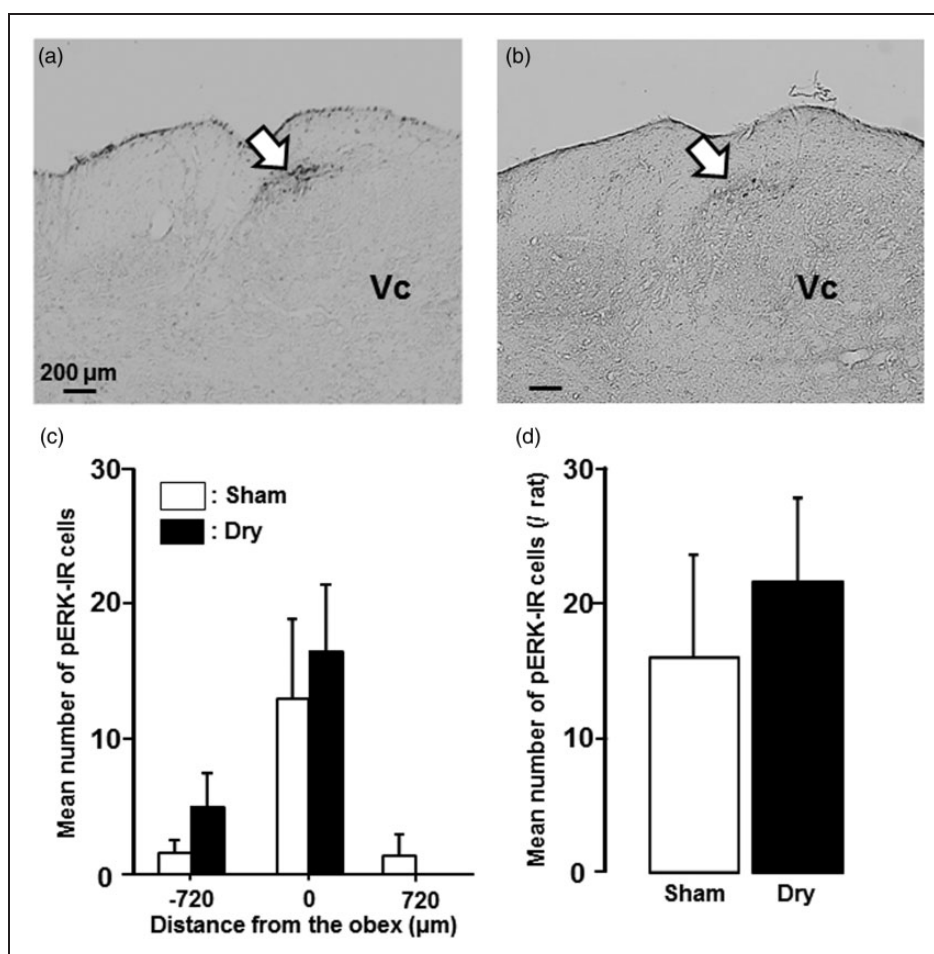 (a)
(b)
Vc
Vc
200 µm
(c)
(d)
Mean number of pERK-IR cells
30
20
10
0
: Sham
: Dry
-720
0
720
Distance from the obex (µm)
Mean number of pERK-IR cells (/ rat)
30
20
10
0
Sham
Dry